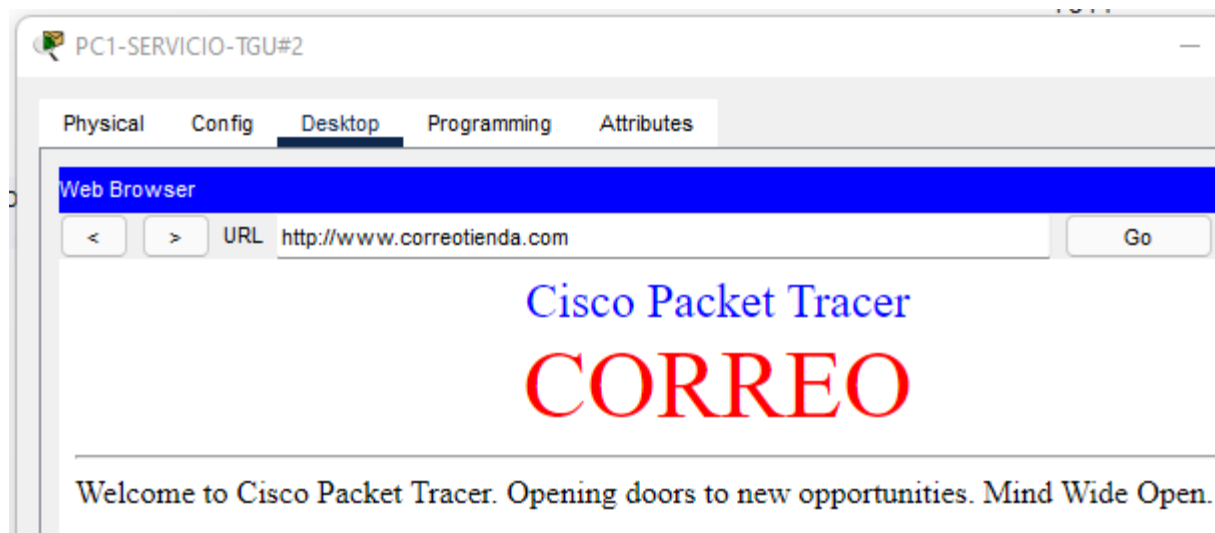 PC1-SERVICIO-TGU#2
Physical Config Desktop Programming Attributes
Web Browser
< > URL http://www.correotienda.com Go
Cisco Packet Tracer
CORREO
Welcome to Cisco Packet Tracer. Opening doors to new opportunities. Mind Wide Open.